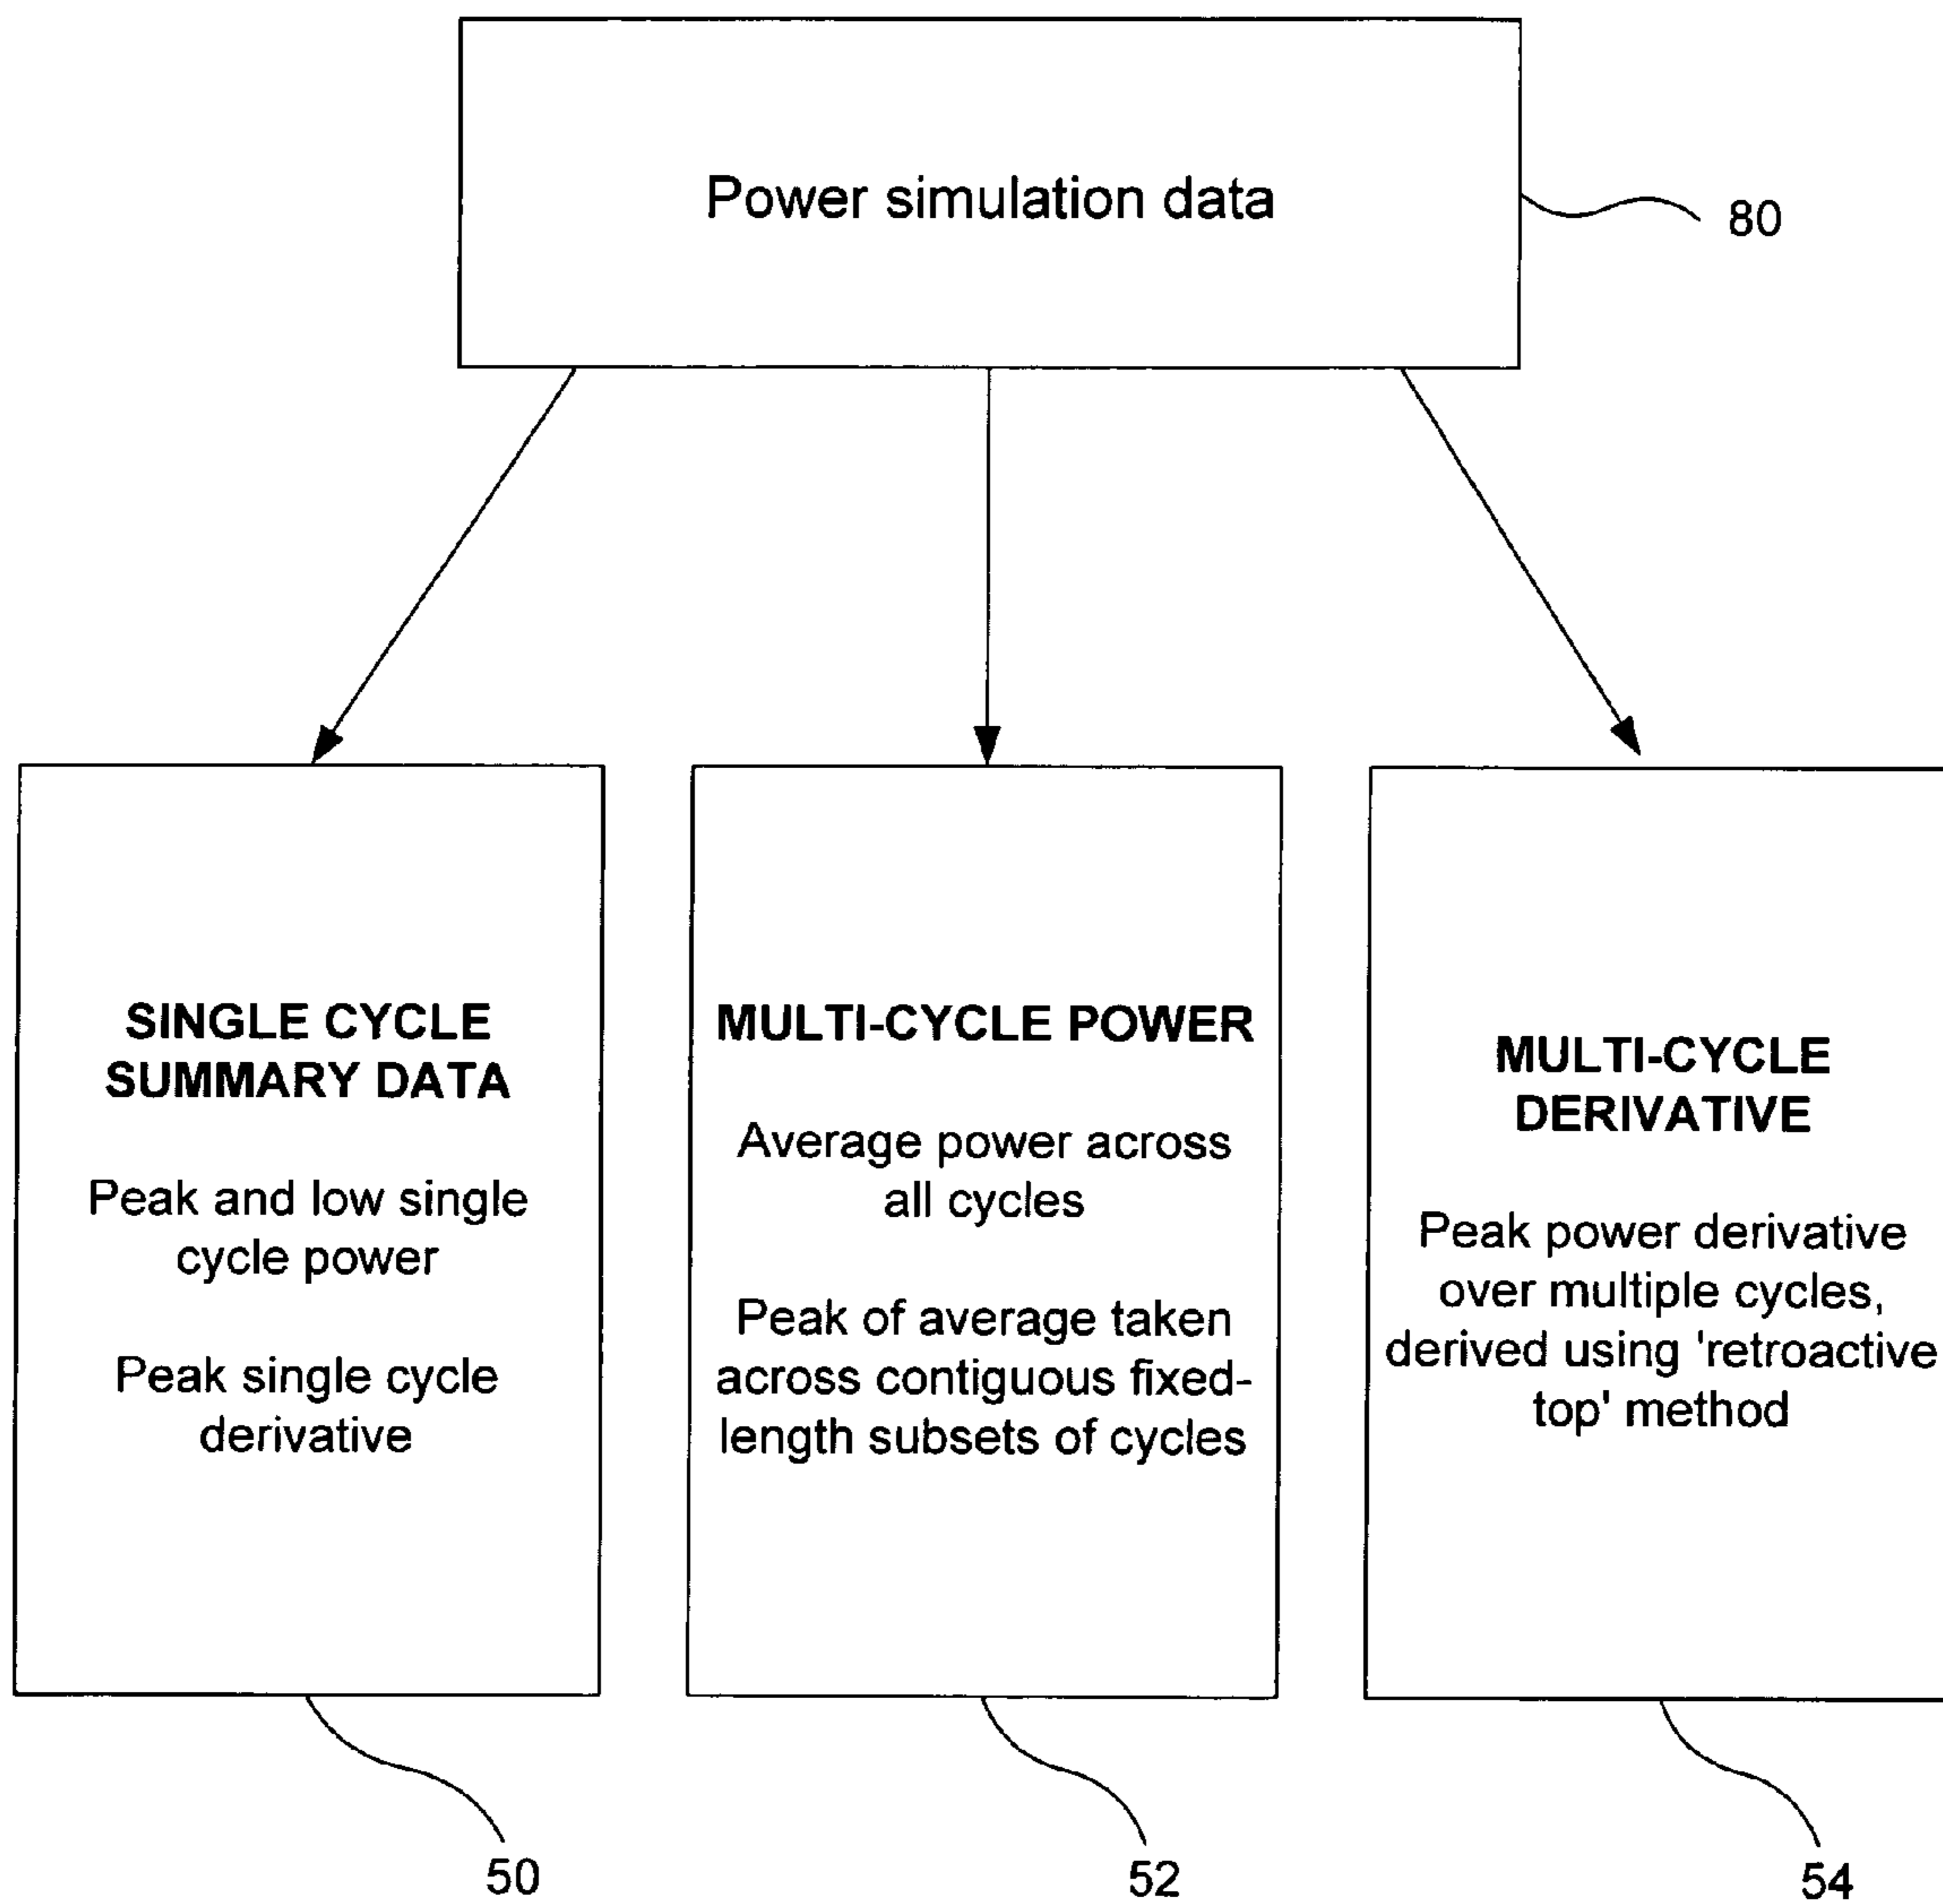 Power simulation data
80
SINGLE CYCLE
SUMMARY DATA
Peak and low single
cycle power
Peak single cycle
derivative
50
MULTI-CYCLE POWER
Average power across
all cycles
Peak of average taken
across contiguous fixed-
length subsets of cycles
52
MULTI-CYCLE
DERIVATIVE
Peak power derivative
over multiple cycles,
derived using 'retroactive
top' method
54